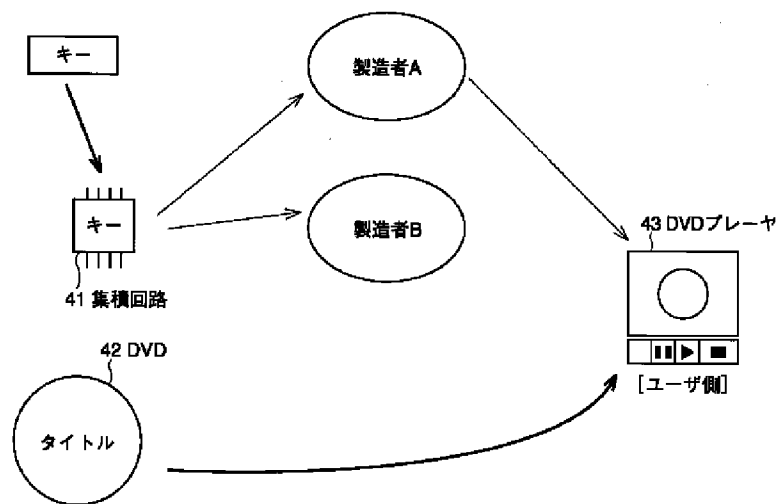 キー
製造者A
キー
製造者B
41 集積回路
43 DVDプレーヤ
[ユーザ側]
42 DVD
タイトル